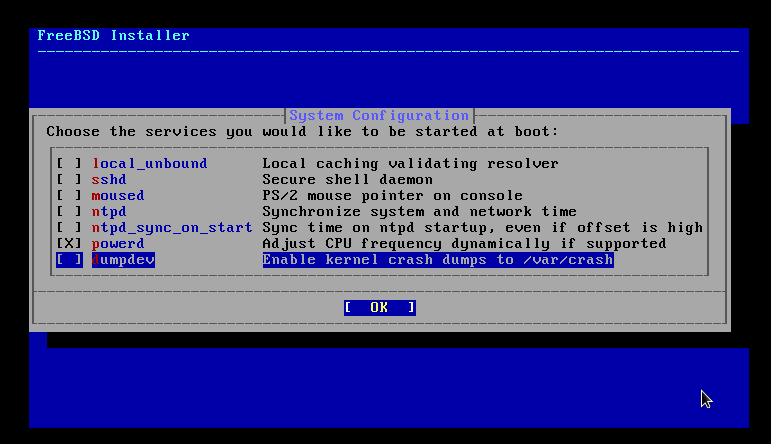 FreeBSD Installer
System Configuration
Choose the services you would like to be started at boot:
[ ] local_unbound Local caching validating resolver
[ ] sshd Secure shell daemon
[ ] moused PS/2 mouse pointer on console
[ ] ntpd Synchronize system and network time
[ ] ntpd_sync_on_start Sync time on ntpd startup, even if offset is high
[X] powerd Adjust CPU frequency dynamically if supported
[ ] dumpdev Enable kernel crash dumps to /var/crash
[ OK ]